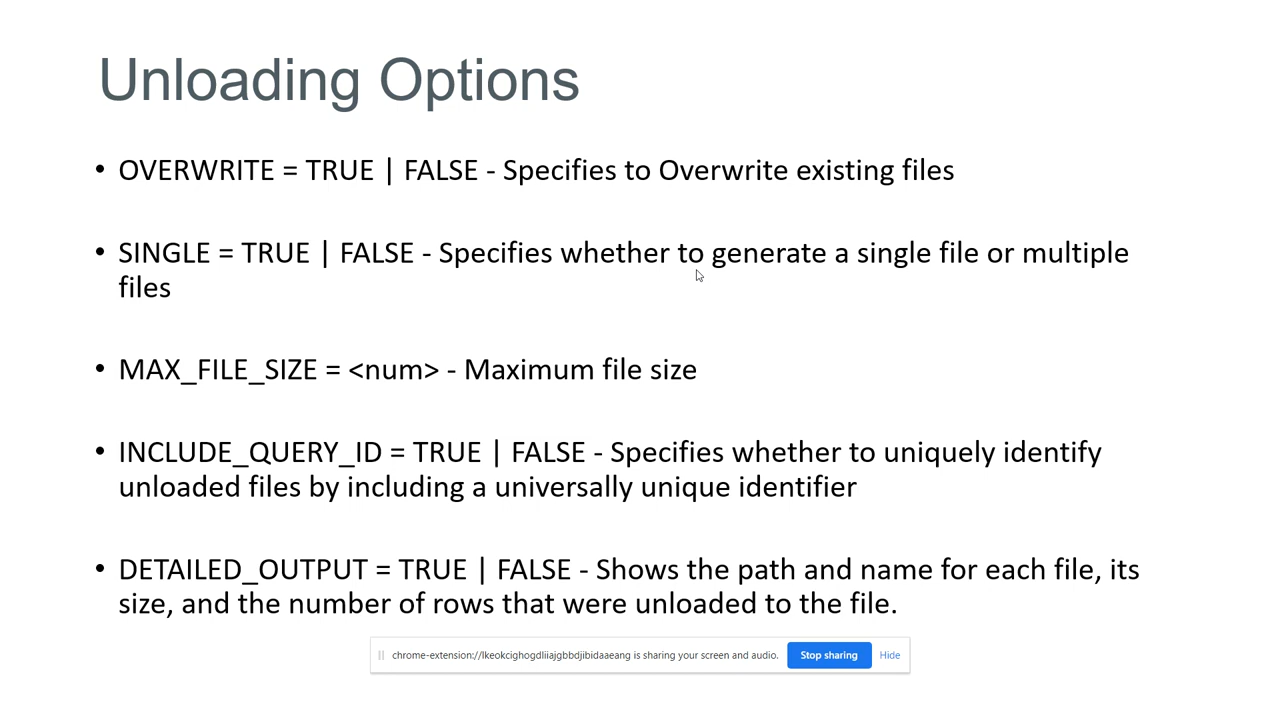 Unloading Options
• OVERWRITE = TRUE | FALSE - Specifies to Overwrite existing files
• SINGLE = TRUE | FALSE - Specifies whether to generate a single file or multiple
files
• MAX_FILE_SIZE = <num> - Maximum file size
• INCLUDE_QUERY_ID = TRUE | FALSE - Specifies whether to uniquely identify
unloaded files by including a universally unique identifier
• DETAILED_OUTPUT = TRUE | FALSE - Shows the path and name for each file, its
size, and the number of rows that were unloaded to the file.
chrome-extension://lkeokcighogdliiajgbbdjibidaaeang is sharing your screen and audio. Stop sharing Hide